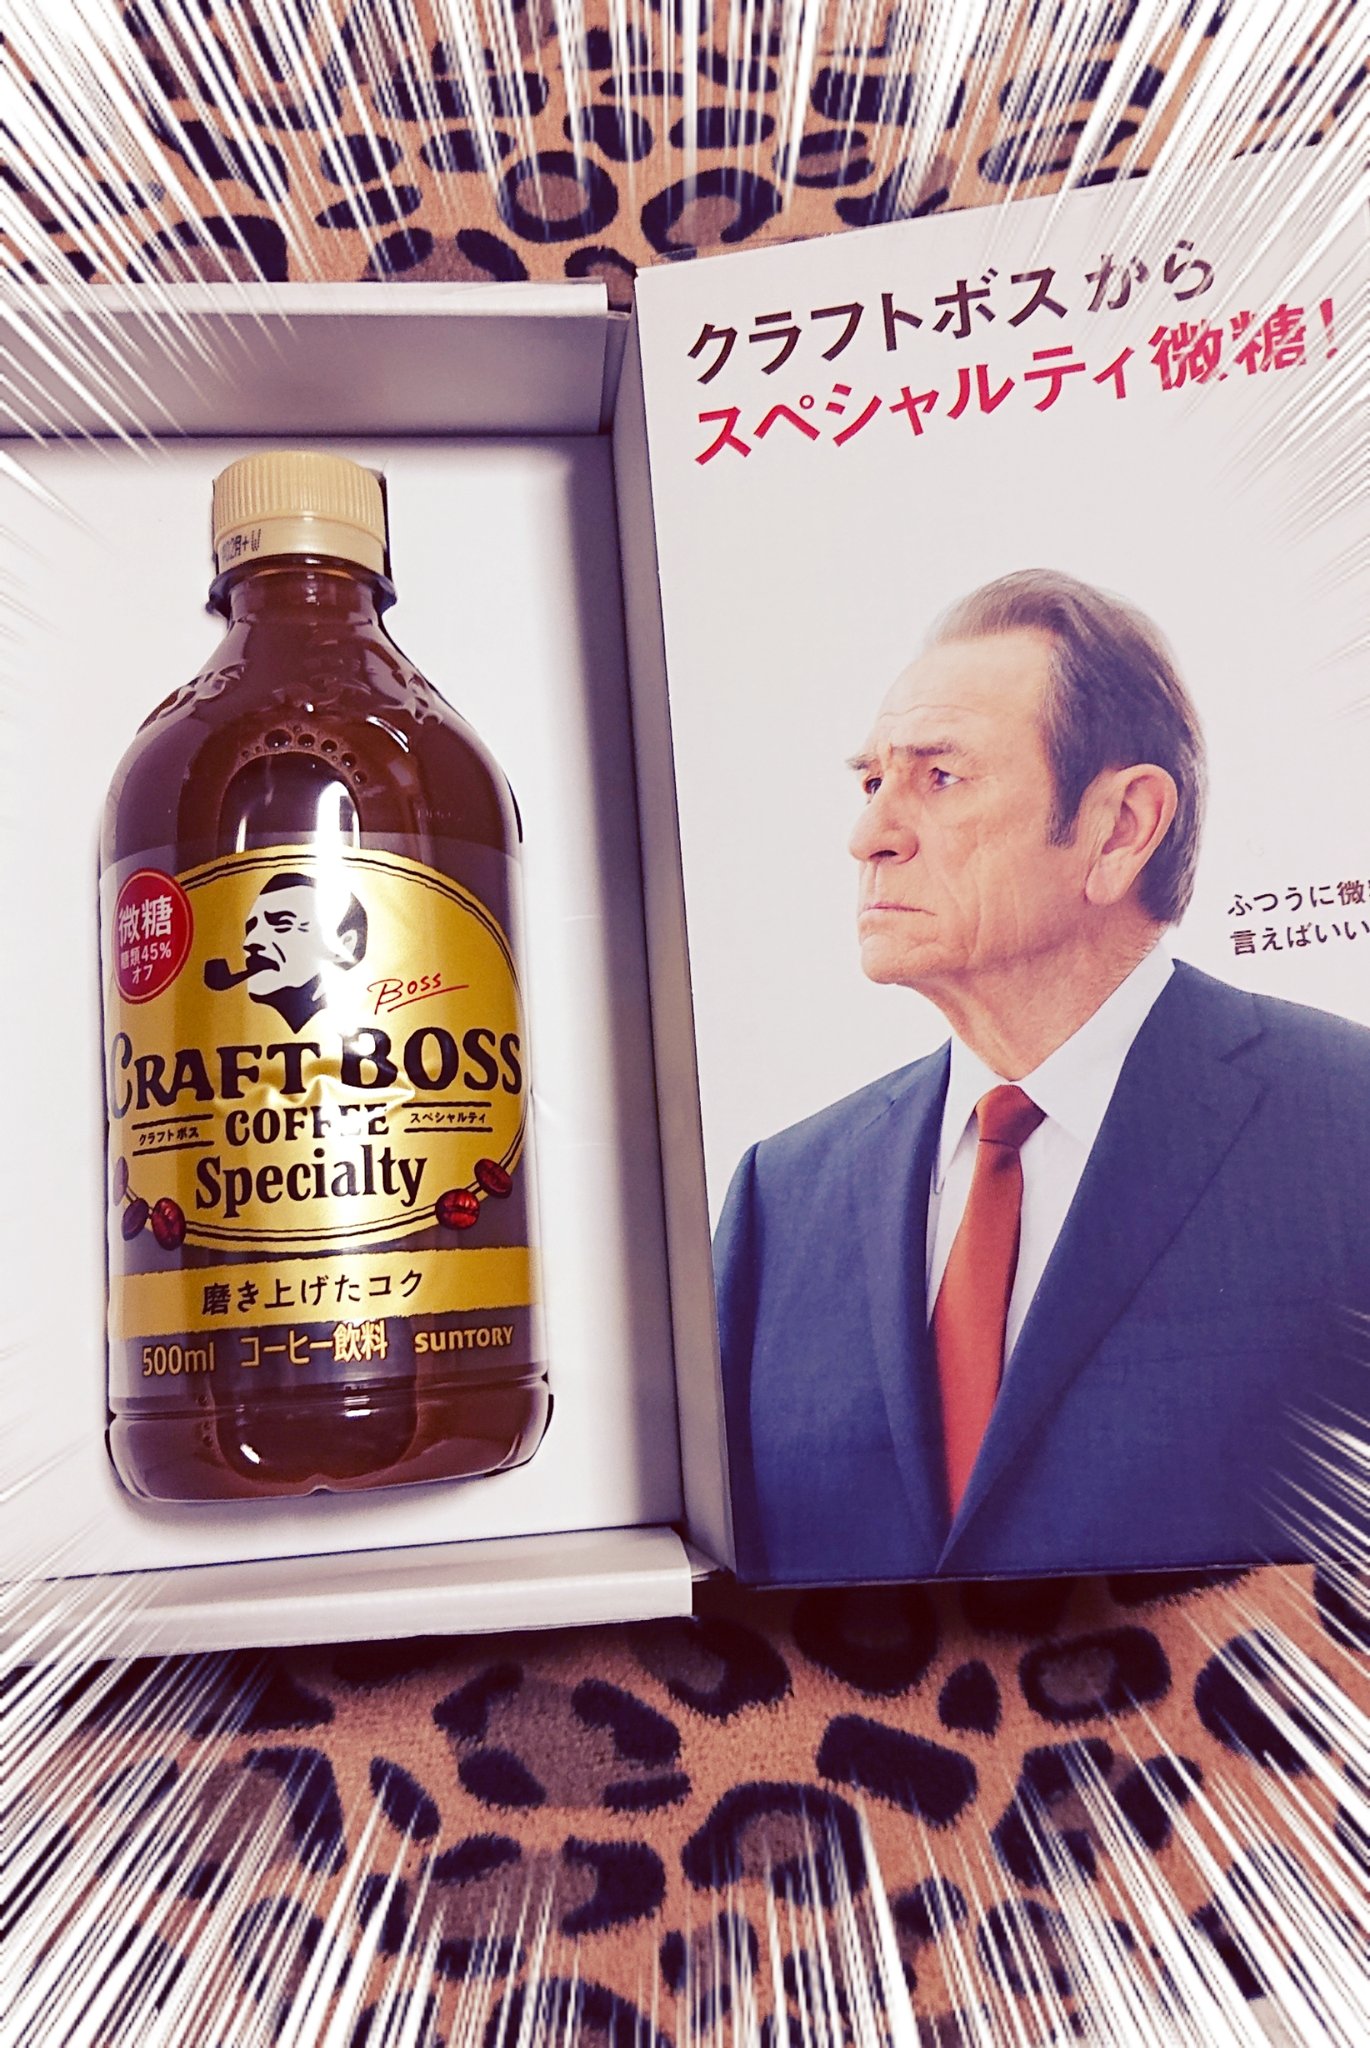 クラフトボスから
スペシャルティ微糖！
ふつうに微
言えばいい
微糖
糖類45%
オフ
Boss
CRAFT BOSS
クラフトボス
COFFEE
スペシャルティ
Specialty
磨き上げたコク
500ml コーヒー飲料 SUNTORY